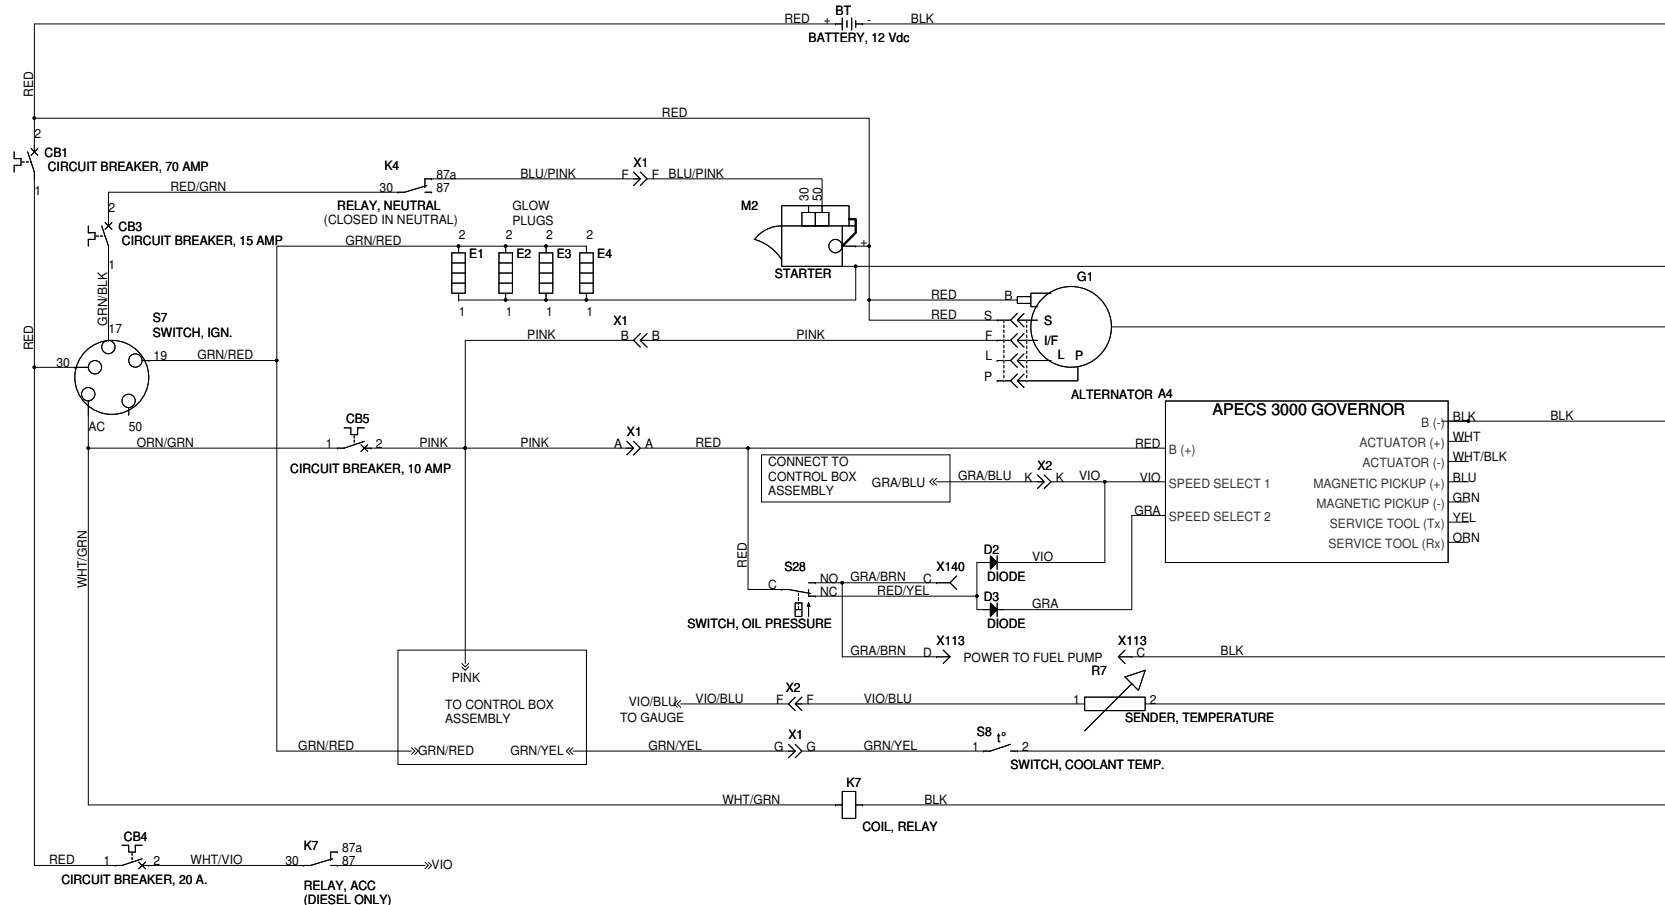 BT
RED + - BLK
BATTERY, 12 Vdc
RED
RED
2
CB1
CIRCUIT BREAKER, 70 AMP
1
K4
87a
30 87
RED/GRN
BLU/PINK
X1
F F
BLU/PINK
RELAY, NEUTRAL
(CLOSED IN NEUTRAL)
GLOW
PLUGS
2
CB3
CIRCUIT BREAKER, 15 AMP
1
GRN/BLK
GRN/RED
2 2 2 2
E1 E2 E3 E4
1 1 1 1
M2
30
50
+
STARTER
G1
RED B
RED S S
X1
PINK B B PINK F I/F
L L P
P
ALTERNATOR
S7
SWITCH, IGN.
17
RED
30
19 GRN/RED
AC 50
ORN/GRN
CB5
1 2
CIRCUIT BREAKER, 10 AMP
PINK
PINK
X1
A A
RED
A4
APECS 3000 GOVERNOR
RED B (+)
VIO SPEED SELECT 1
GRA SPEED SELECT 2
B (-) BLK BLK
ACTUATOR (+) WHT
ACTUATOR (-) WHT/BLK
MAGNETIC PICKUP (+) BLU
MAGNETIC PICKUP (-) GRN
SERVICE TOOL (Tx) YEL
SERVICE TOOL (Rx) ORN
CONNECT TO
CONTROL BOX
ASSEMBLY
GRA/BLU
GRA/BLU
X2
K K
VIO
WHT/GRN
RED
S28
C NO NC
SWITCH, OIL PRESSURE
GRA/BRN C X140
RED/YEL
D2
DIODE
VIO
D3
DIODE
GRA
GRA/BRN D X113
POWER TO FUEL PUMP
X113
C BLK
PINK
TO CONTROL BOX
ASSEMBLY
GRN/RED
GRN/RED
GRN/YEL
VIO/BLU
TO GAUGE
VIO/BLU
X2
F F
VIO/BLU
R7
1 2
SENDER, TEMPERATURE
GRN/YEL
X1
G G
GRN/YEL
S8 t°
1 2
SWITCH, COOLANT TEMP.
WHT/GRN
K7
BLK
COIL, RELAY
CB4
RED 1 2
CIRCUIT BREAKER, 20 A.
WHT/VIO
K7
87a
30 87
VIO
RELAY, ACC
(DIESEL ONLY)